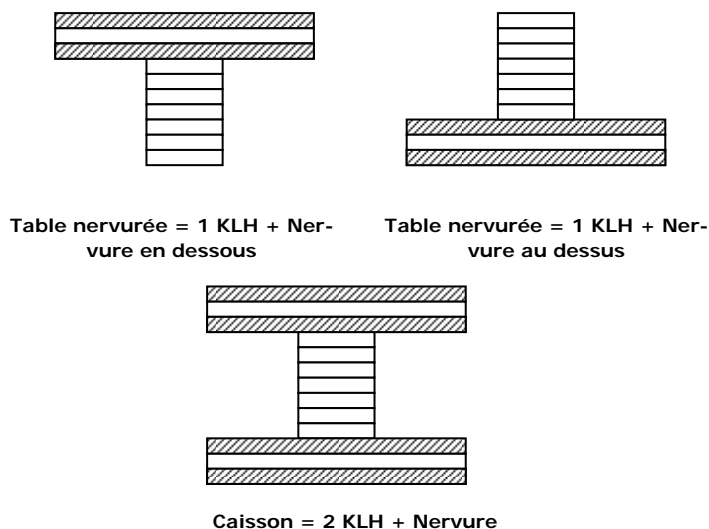 Table nervurée = 1 KLH + Ner-
vure en dessous
Table nervurée = 1 KLH + Ner-
vure au dessus
Caisson = 2 KLH + Nervure